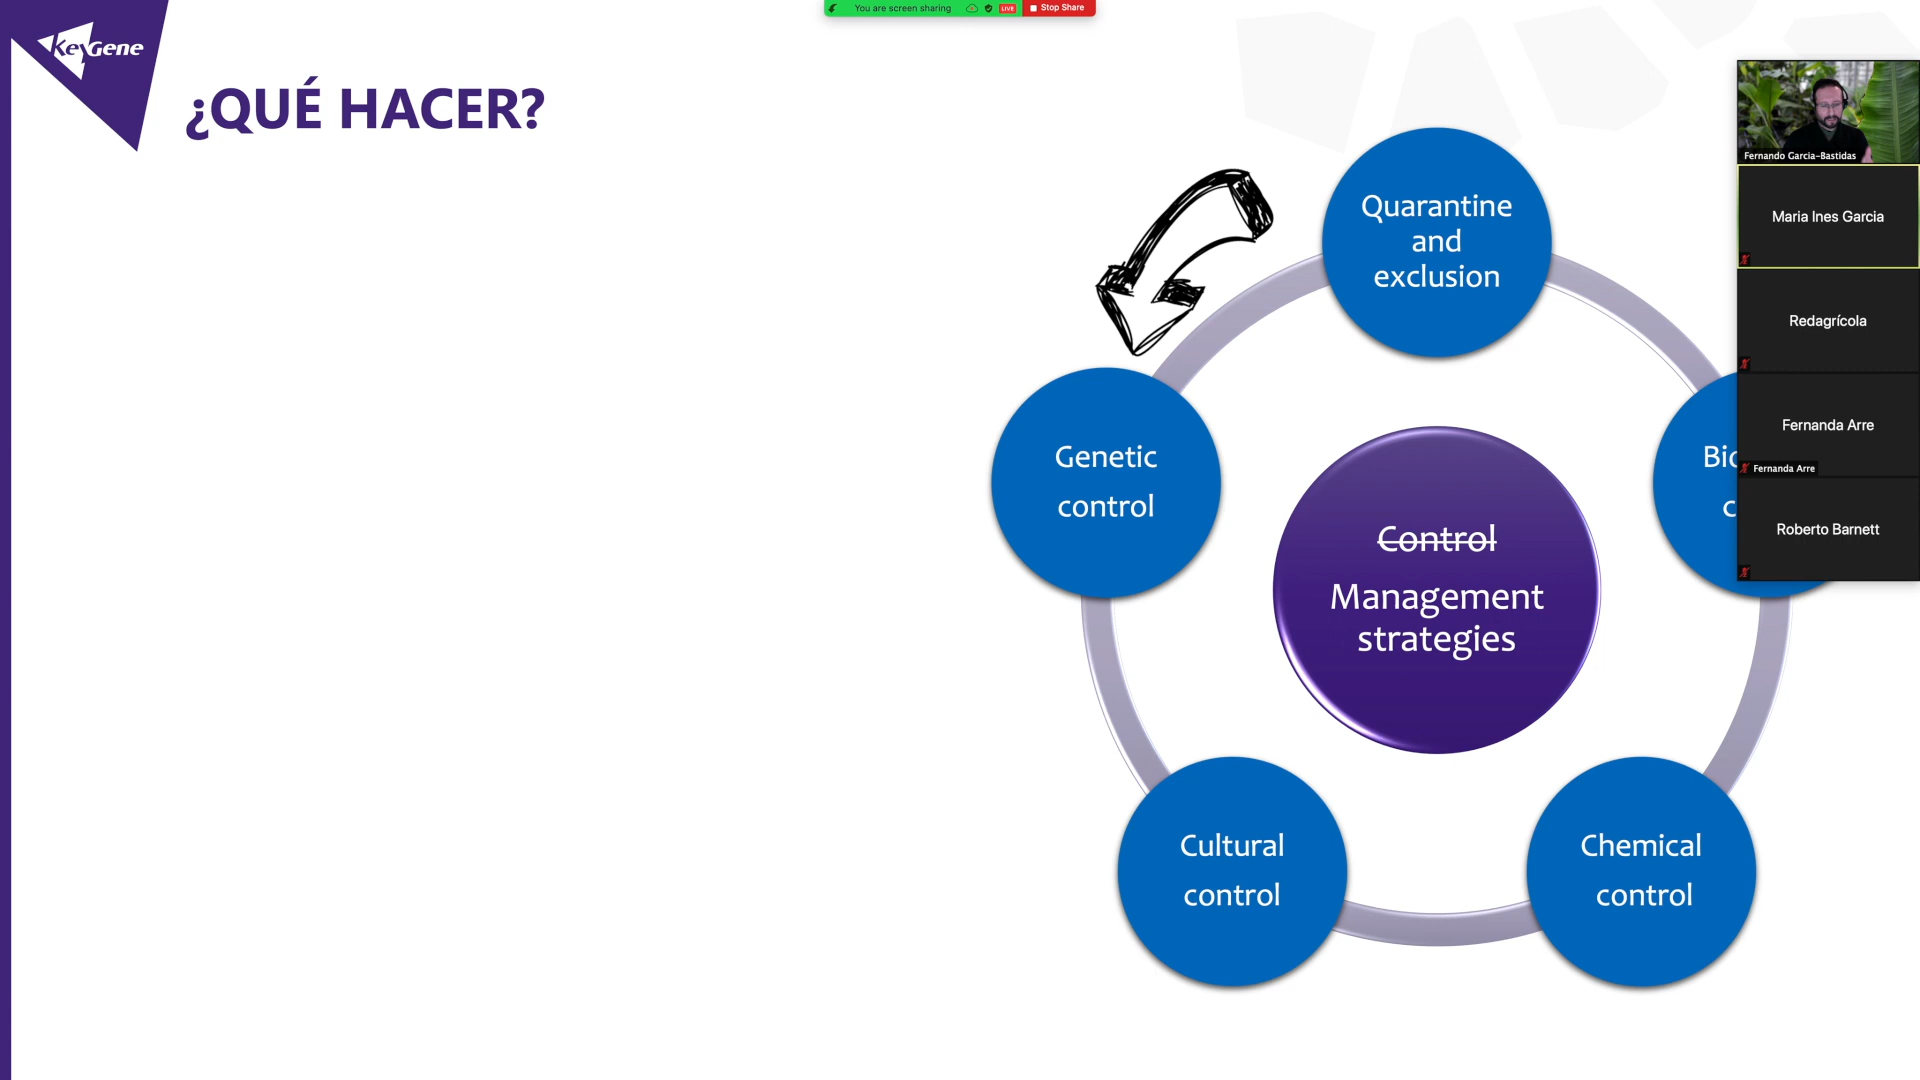 You are screen sharing
LIVE
Stop Share
KeyGene
¿QUÉ HACER?
Quarantine
and
exclusion
Genetic
control
Control
Management
strategies
Cultural
control
Chemical
control
Fernando Garcia-Bastidas
Maria Ines Garcia
Redagrícola
Fernanda Arre
Fernanda Arre
Roberto Barnett